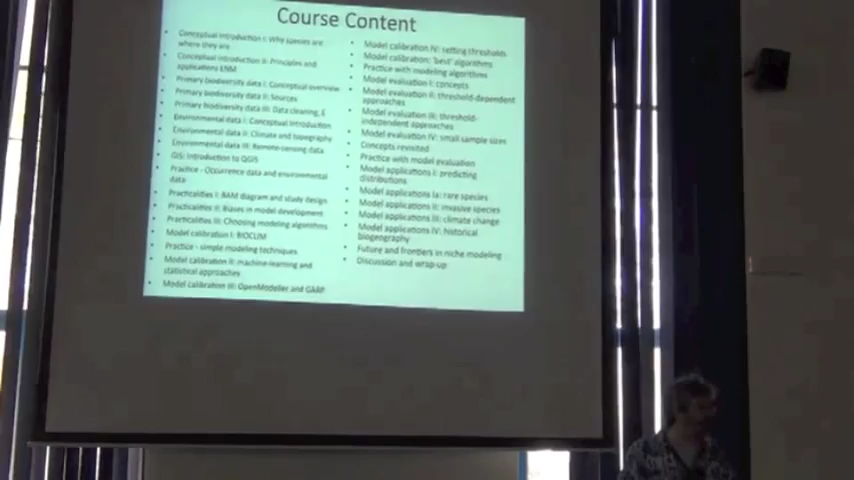 Course Content
Conceptual introduction I: Why species are
where they are
Conceptual introduction II: Principles and
applications ENM
Primary biodiversity data I: Conceptual overview
Primary biodiversity data II: Sources
Primary biodiversity data III: Data cleaning, E
Environmental data I: Conceptual introduction
Environmental data II: Climate and topography
Environmental data III: Remote-sensing data
GIS: Introduction to QGIS
Practice - Occurrence data and environmental
data
Practicalities I: BAM diagram and study design
Practicalities II: Biases in model development
Practicalities III: Choosing modeling algorithms
Model calibration I: BIOCLIM
Practice - simple modeling techniques
Model calibration II: machine-learning and
statistical approaches
Model calibration III: OpenModeller and GARP
Model calibration IV: setting thresholds
Model calibration: 'best' algorithms
Practice with modeling algorithms
Model evaluation I: concepts
Model evaluation II: threshold-dependent
approaches
Model evaluation III: threshold-
independent approaches
Model evaluation IV: small sample sizes
Concepts revisited
Practice with model evaluation
Model applications I: predicting
distributions
Model applications Ia: rare species
Model applications II: invasive species
Model applications III: climate change
Model applications IV: historical
biogeography
Future and frontiers in niche modeling
Discussion and wrap-up